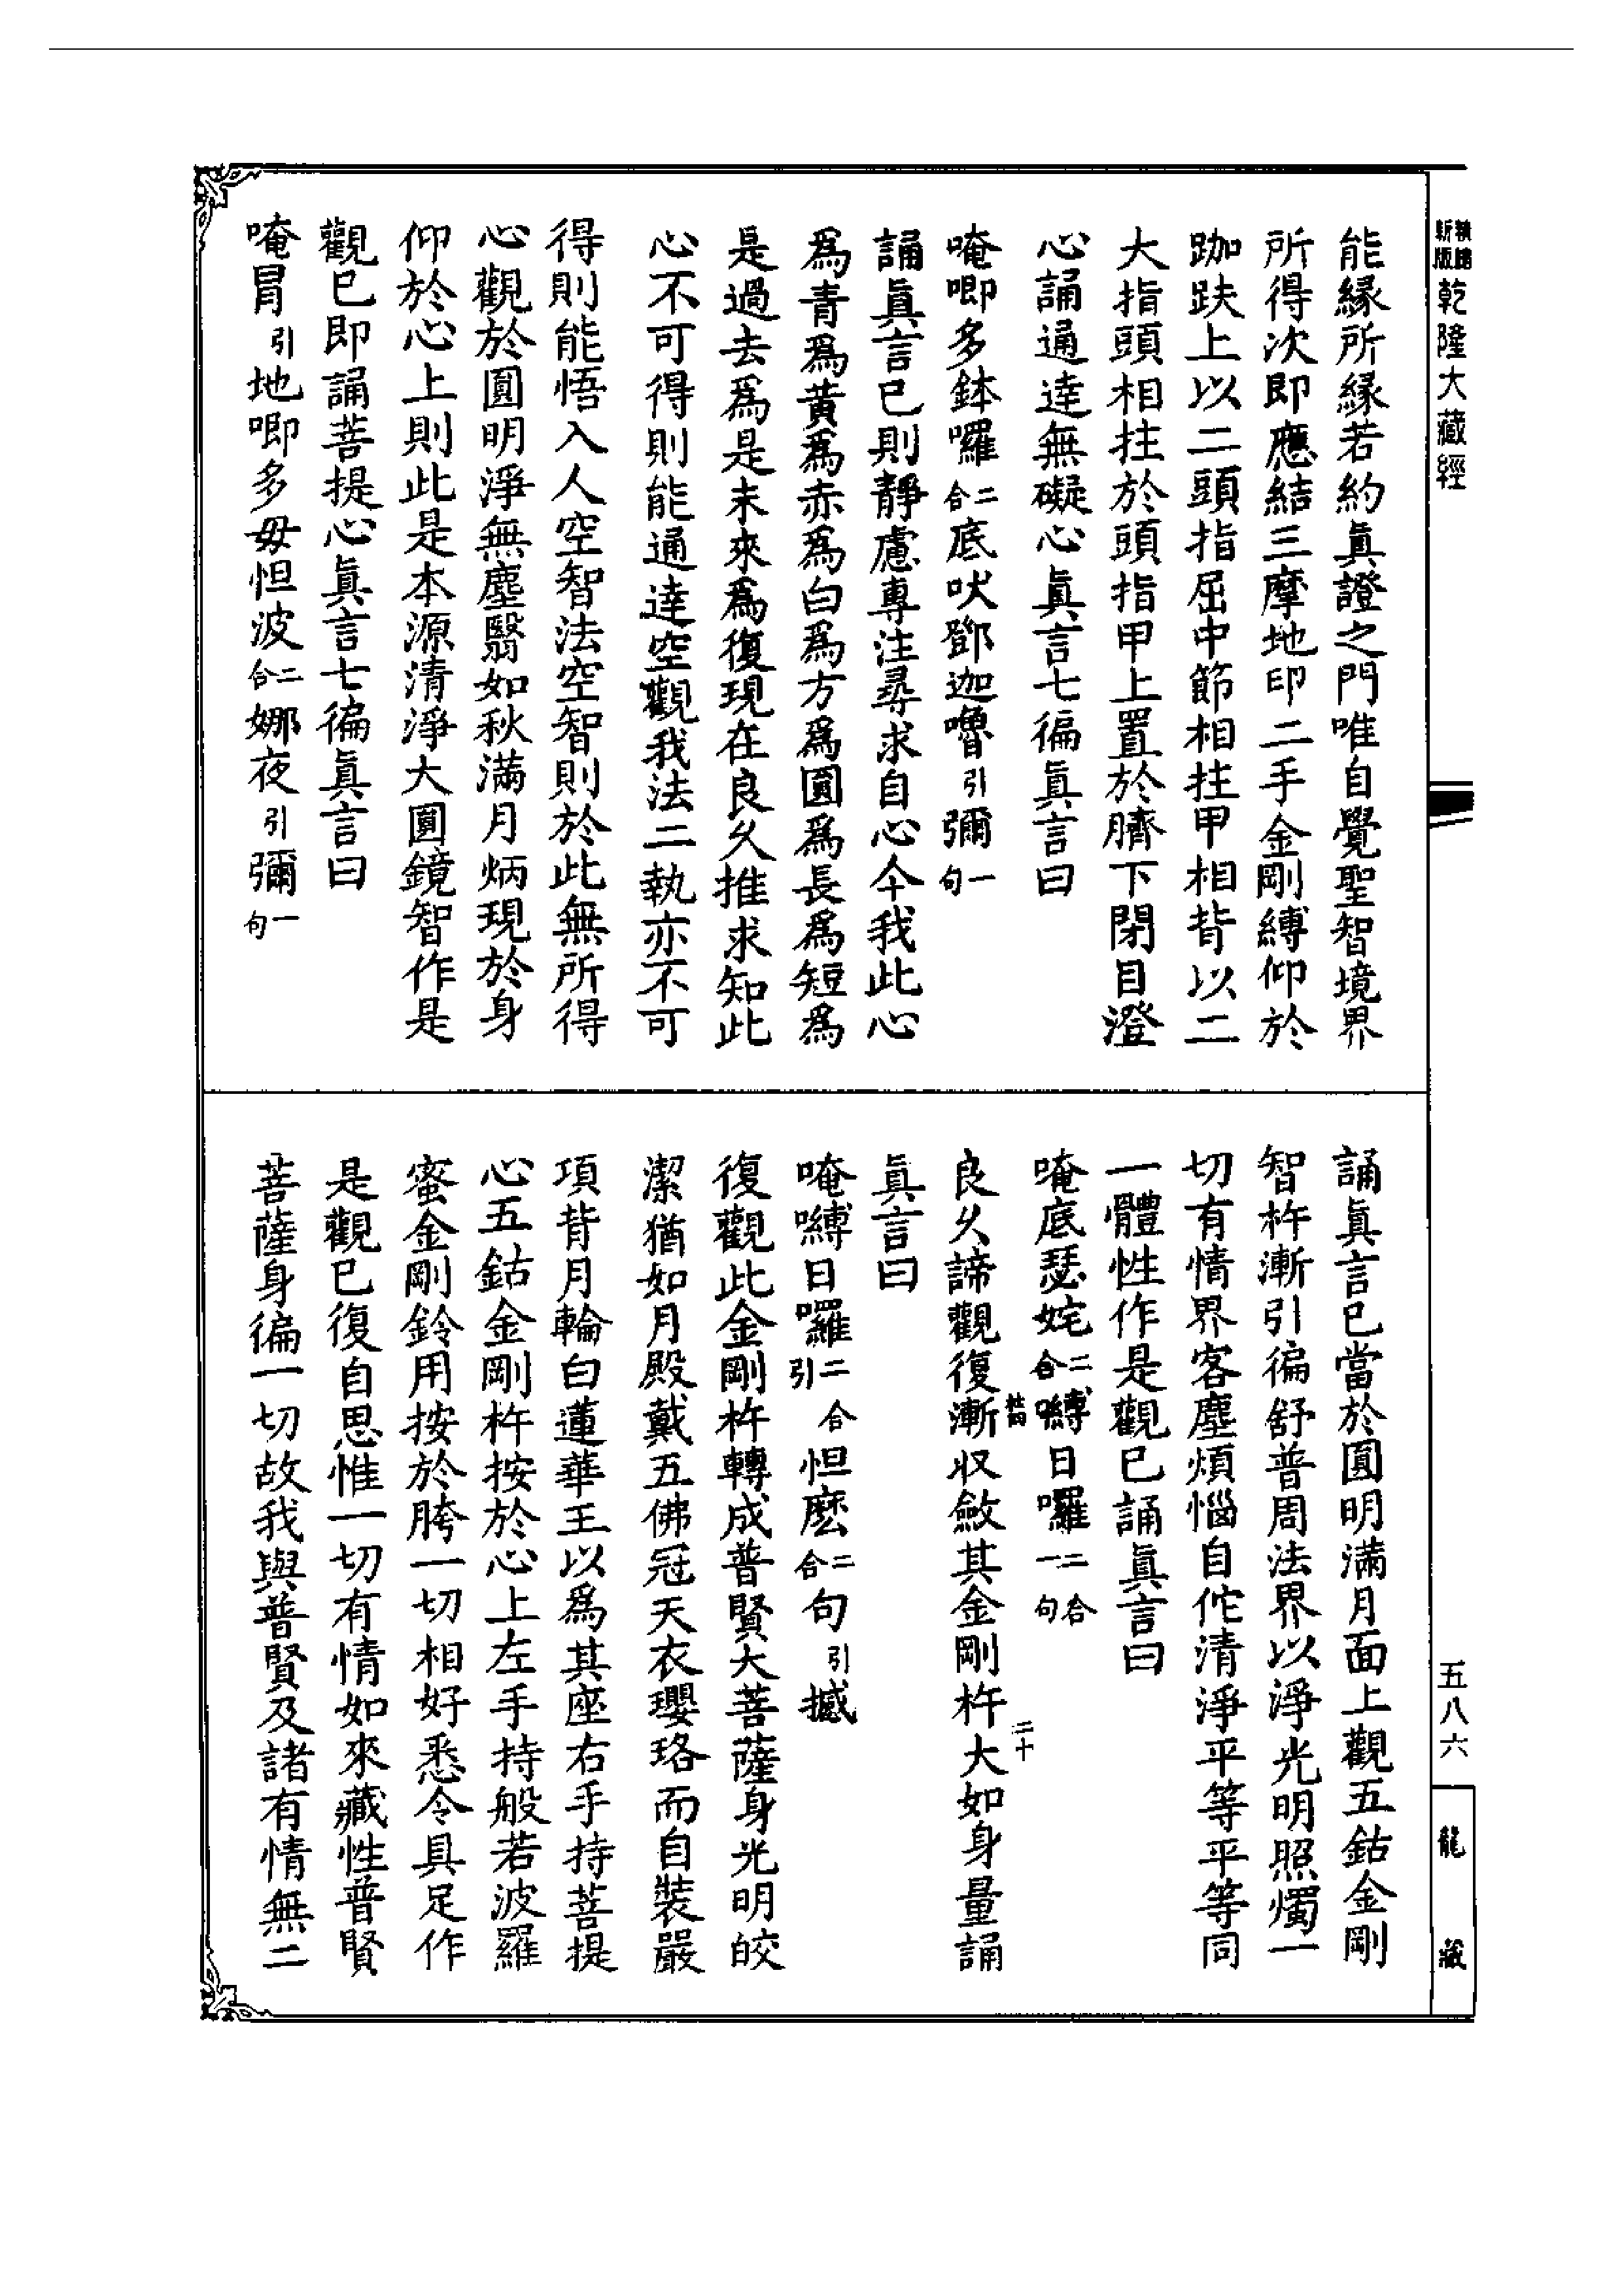 新版
乾隆大藏經
能緣所緣若約眞證之門唯自覺聖智境界
所得次即應結三摩地印二手金剛縛仰於
跏趺上以二頭指屈中節相拄甲相背以二
大指頭相拄於頭指甲上置於臍下閉目澄
心誦通達無礙心眞言七徧眞言曰
唵唧多鉢囉二合底吠鄧迦嚕引彌一句
誦眞言已則靜慮專注尋求自心今我此心
爲青爲黃爲赤爲白爲方爲圓爲長爲短爲
是過去爲是未來爲復現在良久推求知此
心不可得則能通達空觀我法二執亦不可
得則能悟入人空智法空智則於此無所得
心觀於圓明淨無塵翳如秋滿月炳現於身
仰於心上則此是本源清淨大圓鏡智作是
觀已即誦菩提心眞言七徧眞言曰
唵冒引地唧多毋怛波二合娜夜引彌一句
誦眞言已當於圓明滿月面上觀五鈷金剛
智杵漸引徧舒普周法界以淨光明照燭一
切有情界客塵煩惱自佗清淨平等平等同
一體性作是觀已誦眞言曰
唵底瑟姹二合嚩日囉二合一句
良久諦觀復漸收斂其金剛杵大如身量誦
二十
眞言曰
唵嚩日囉二合引怛麽二合句引撼
復觀此金剛杵轉成普賢大菩薩身光明皎
潔猶如月殿戴五佛冠天衣瓔珞而自裝嚴
項背月輪白蓮華王以爲其座右手持菩提
心五鈷金剛杵按於心上左手持般若波羅
蜜金剛鈴用按於胯一切相好悉令具足作
是觀已復自思惟一切有情如來藏性普賢
菩薩身徧一切故我與普賢及諸有情無二
五八六
龍藏